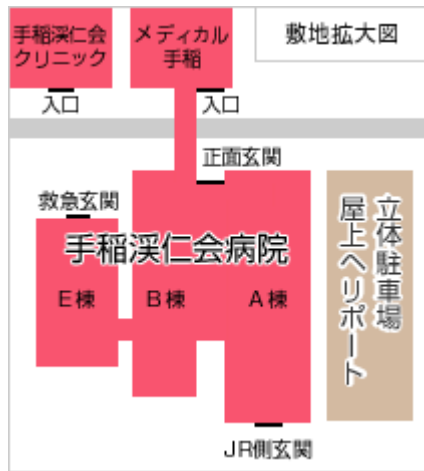 手稲渓仁会
クリニック
メディカル
手稲
敷地拡大図
入口
入口
正面玄関
救急玄関
手稲渓仁会病院
E棟
B棟
A棟
立体駐車場
屋上ヘリポート
JR側玄関